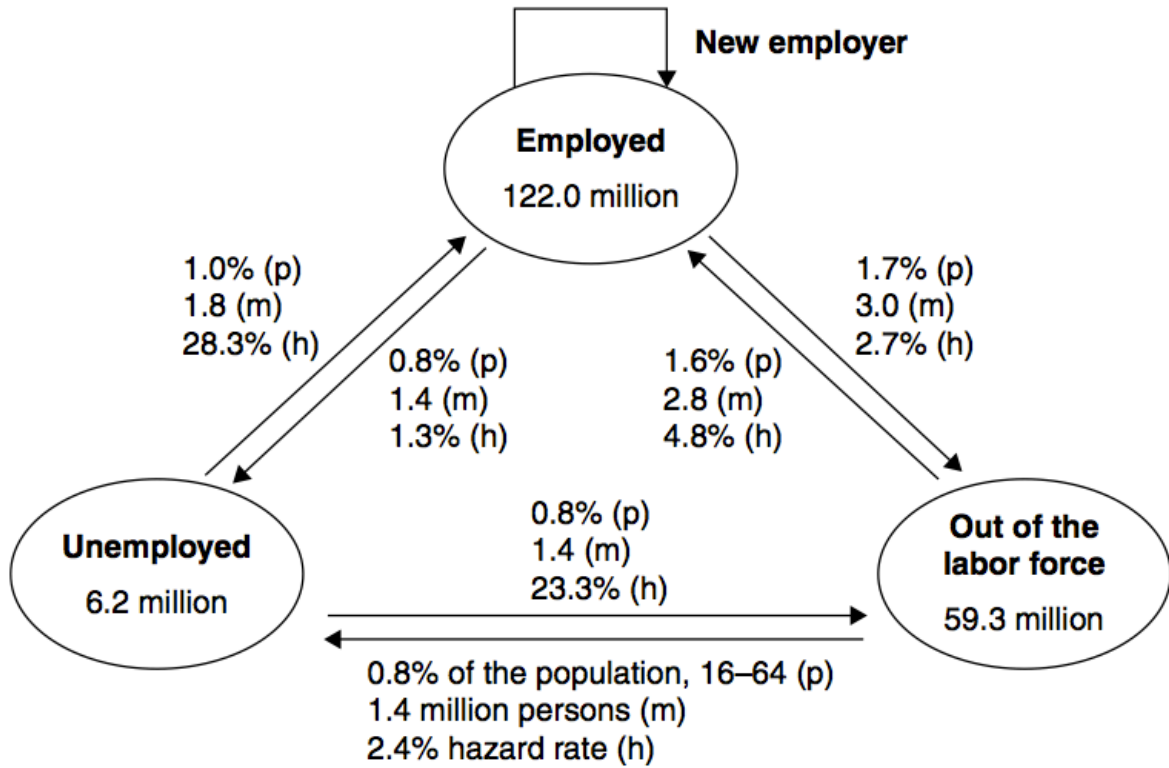 New employer
Employed
122.0 million
1.0% (p)
1.8 (m)
28.3% (h)
0.8% (p)
1.4 (m)
1.3% (h)
1.6% (p)
2.8 (m)
4.8% (h)
1.7% (p)
3.0 (m)
2.7% (h)
Unemployed
6.2 million
0.8% (p)
1.4 (m)
23.3% (h)
Out of the
labor force
59.3 million
0.8% of the population, 16–64 (p)
1.4 million persons (m)
2.4% hazard rate (h)